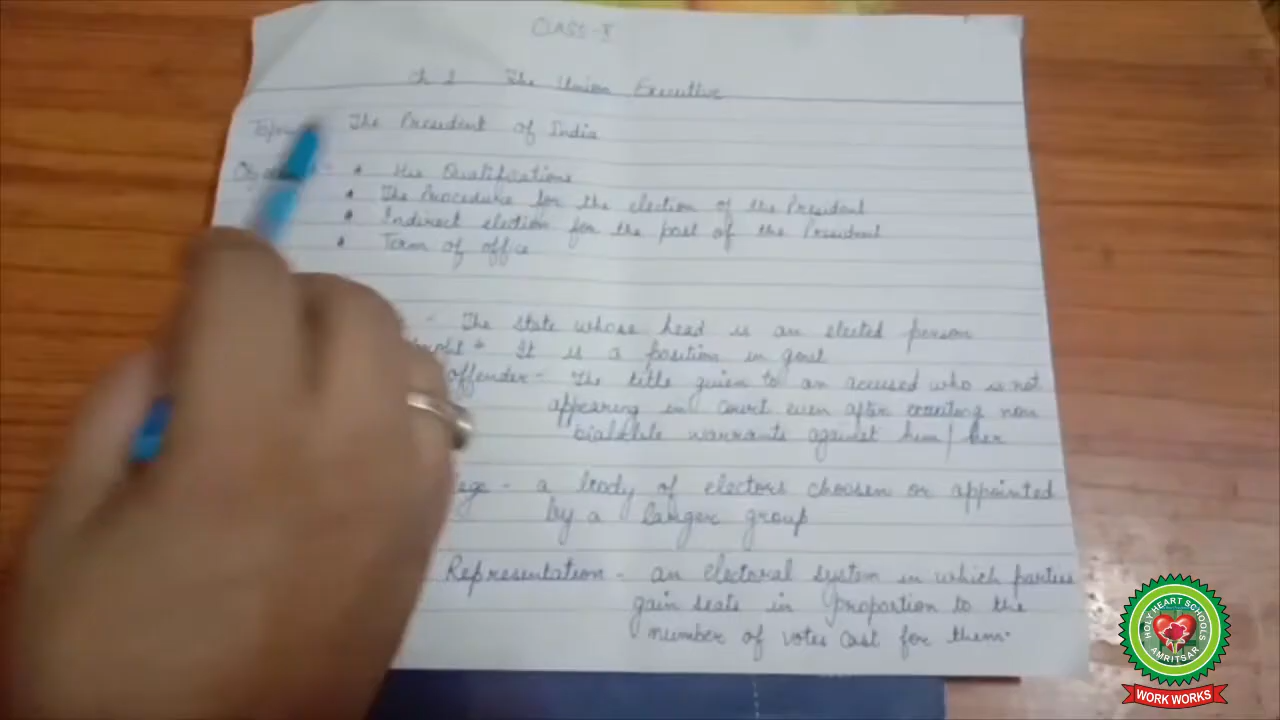 CLASS-X
Ch 2 The Union Executive
The President of India
• His Qualifications
• The Procedure for the election of the President
• Indirect election for the post of the President
• Term of office
- The state whose head is an elected person
It is a position in govt
offender - The title given to an accused who is not
appearing in court even after non
warrants against him/her
- a body of electors choosen or appointed
by a larger group
Representation - an electoral system in which parties
gain seats in proportion to the
number of votes cast for them.
HOLY HEART SCHOOLS
AMRITSAR
WORK WORKS